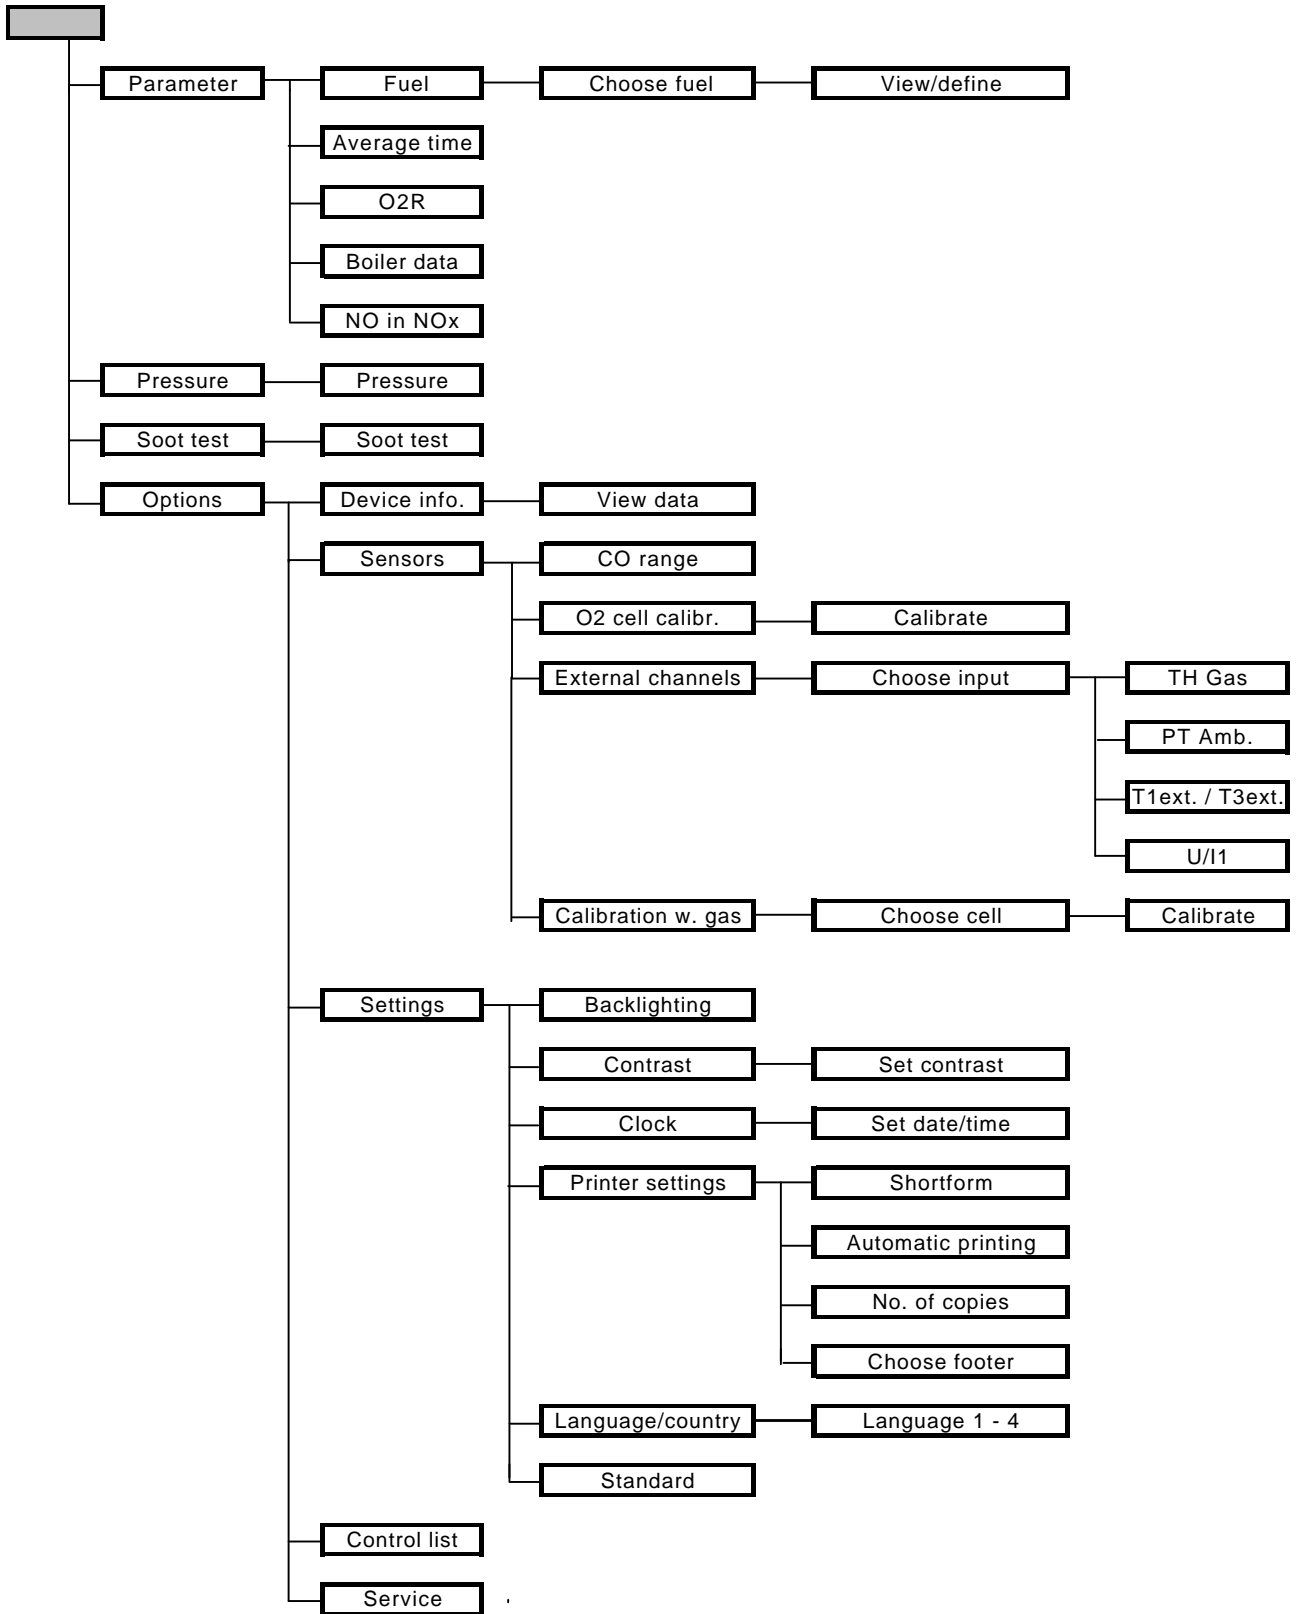 Parameter Fuel Choose fuel View/define
Average time
O2R
Boiler data
NO in NOx
Pressure Pressure
Soot test Soot test
Options Device info. View data
Sensors CO range
O2 cell calibr. Calibrate
External channels Choose input TH Gas
PT Amb.
T1ext. / T3ext.
U/I1
Calibration w. gas Choose cell Calibrate
Settings Backlighting
Contrast Set contrast
Clock Set date/time
Printer settings Shortform
Automatic printing
No. of copies
Choose footer
Language/country Language 1 - 4
Standard
Control list
Service